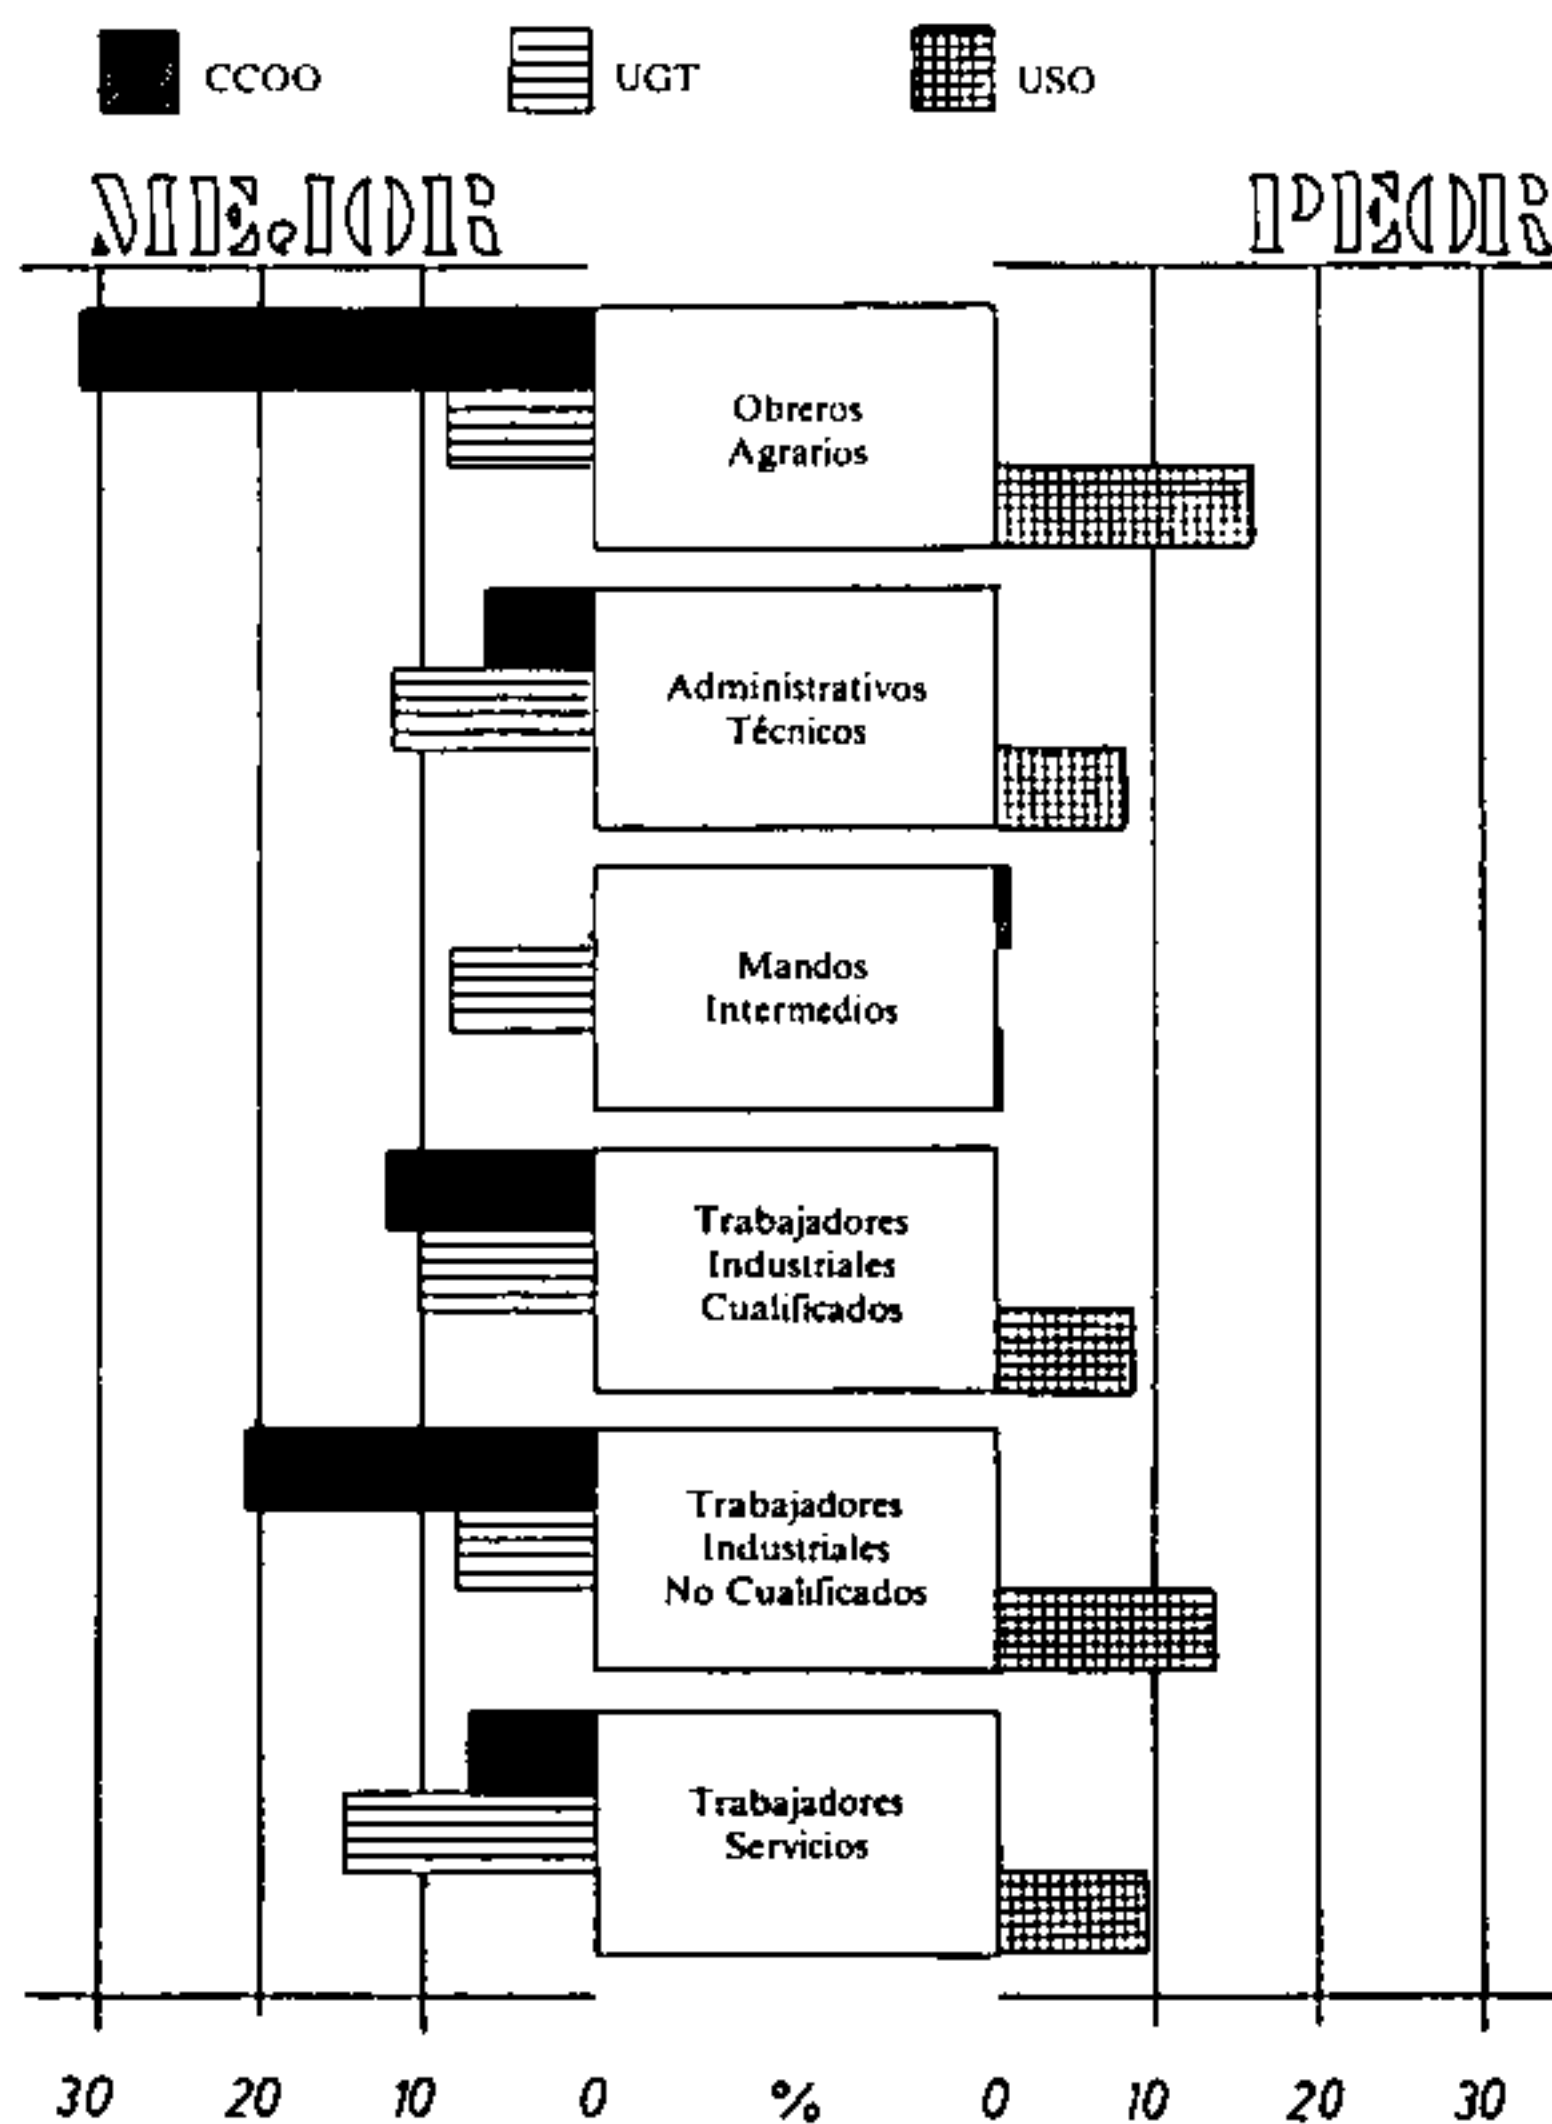 CCOO UGT USO
MEJOR PEOR
Obreros
Agrarios
Administrativos
Técnicos
Mandos
Intermedios
Trabajadores
Industriales
Cualificados
Trabajadores
Industriales
No Cualificados
Trabajadores
Servicios
30 20 10 0 % 0 10 20 30